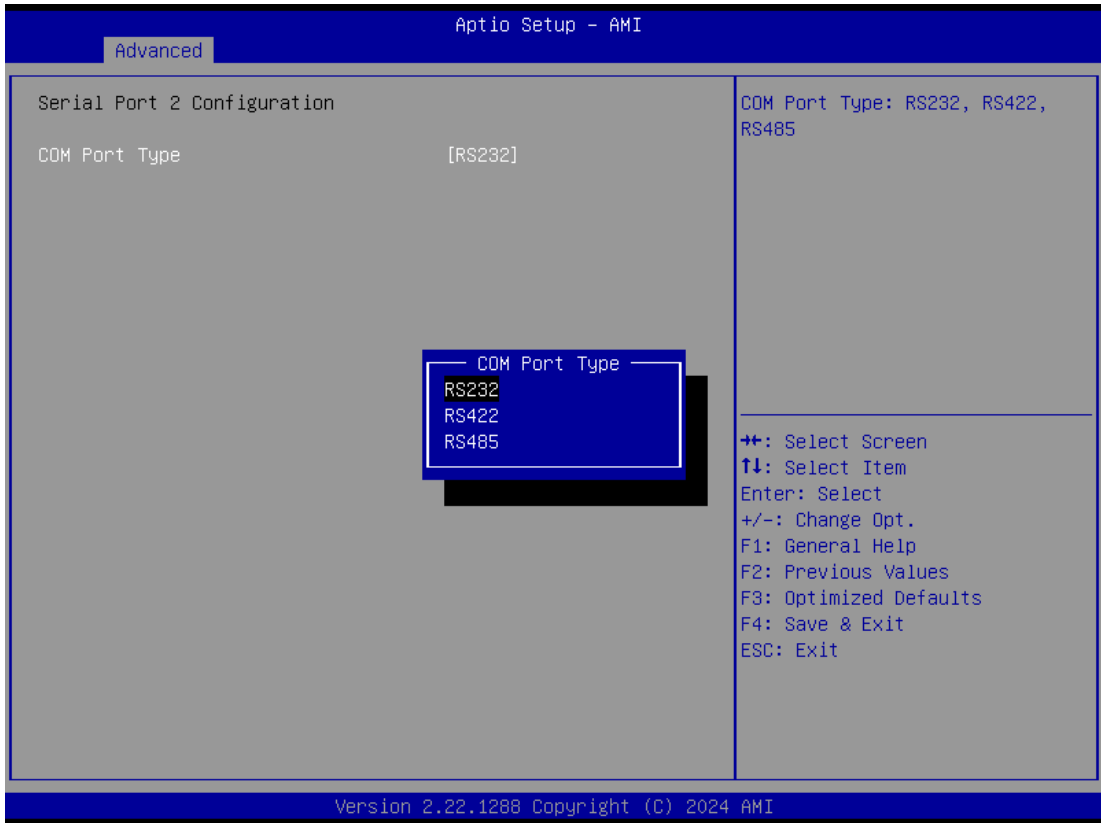 Aptio Setup – AMI
Advanced
Serial Port 2 Configuration
COM Port Type [RS232]
COM Port Type
RS232
RS422
RS485
COM Port Type: RS232, RS422,
RS485
→←: Select Screen
↑↓: Select Item
Enter: Select
+/-: Change Opt.
F1: General Help
F2: Previous Values
F3: Optimized Defaults
F4: Save & Exit
ESC: Exit
Version 2.22.1288 Copyright (C) 2024 AMI